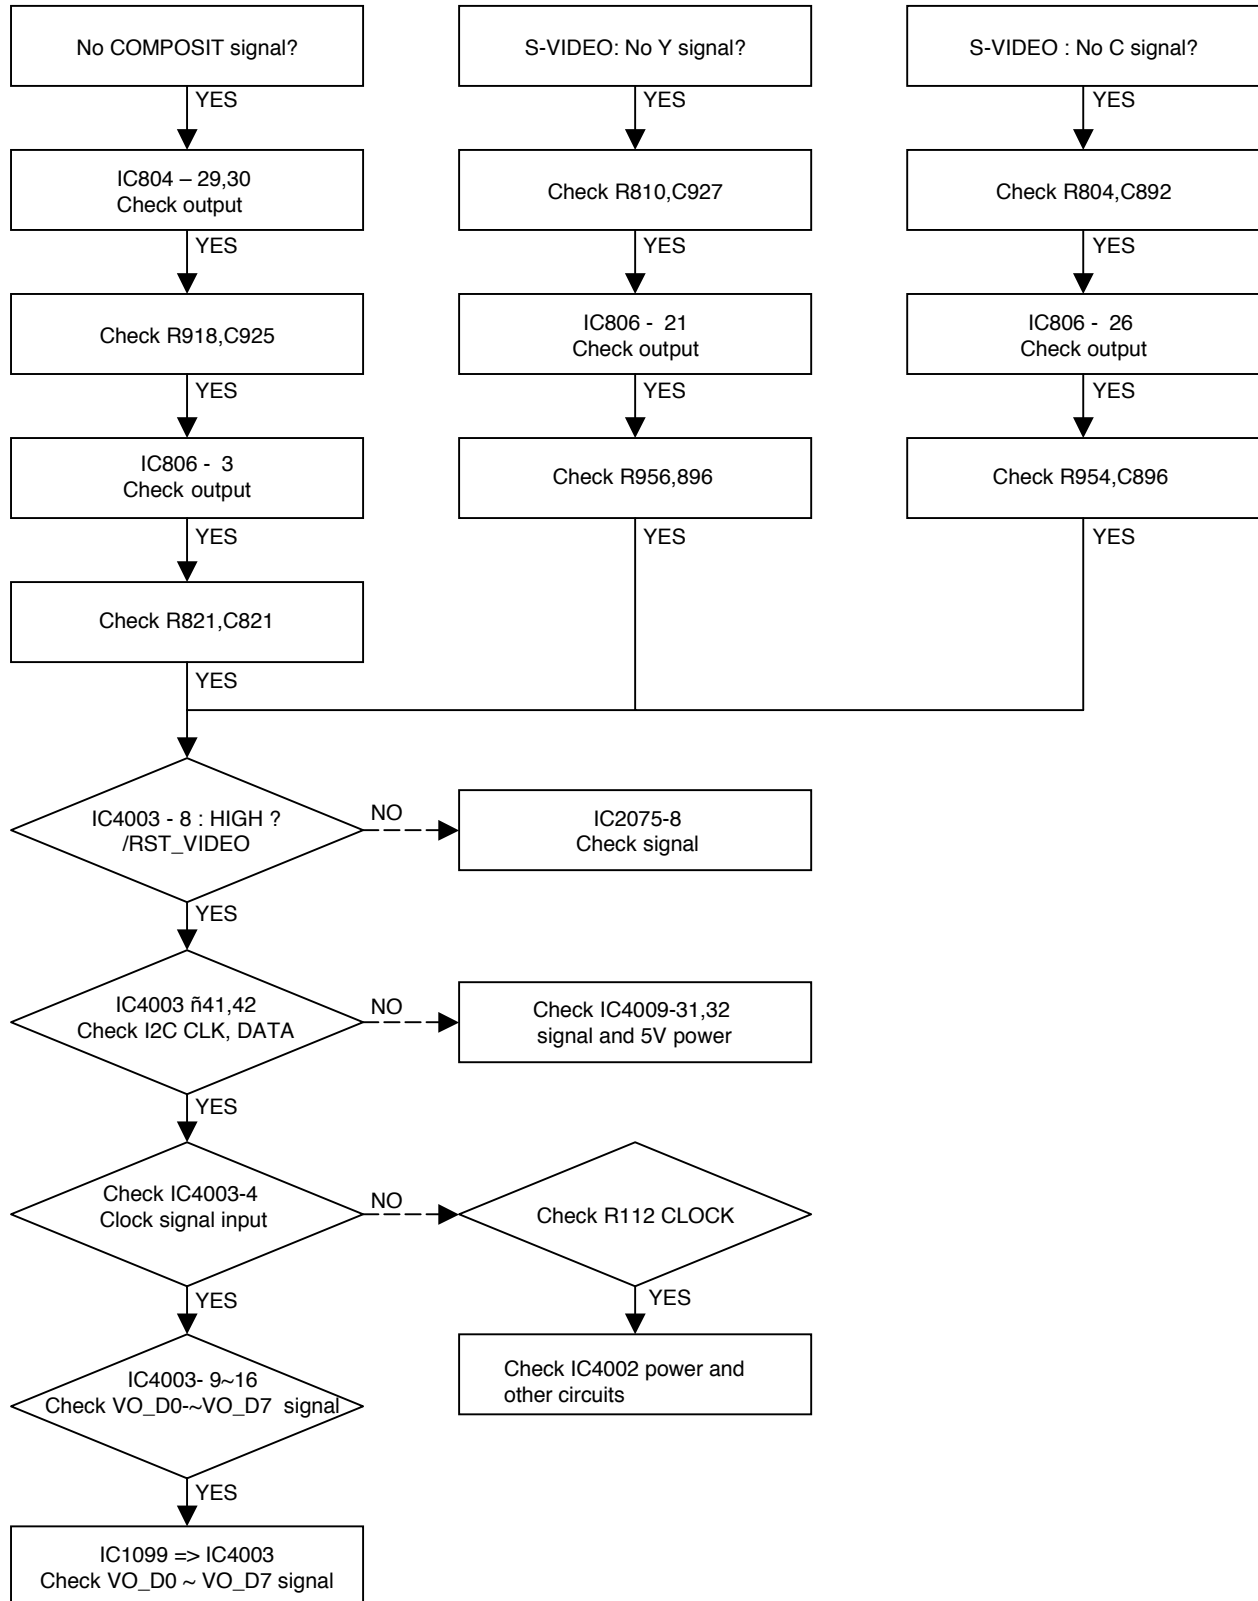 No COMPOSIT signal?
YES
IC804 – 29,30
Check output
YES
Check R918,C925
YES
IC806 -  3
Check output
YES
Check R821,C821
YES
S-VIDEO: No Y signal?
YES
Check R810,C927
YES
IC806 -  21
Check output
YES
Check R956,896
YES
S-VIDEO : No C signal?
YES
Check R804,C892
YES
IC806 -  26
Check output
YES
Check R954,C896
YES
IC4003 - 8 : HIGH ?
/RST_VIDEO
NO
IC2075-8
Check signal
YES
IC4003 ñ41,42
Check I2C CLK, DATA
NO
Check IC4009-31,32
signal and 5V power
YES
Check IC4003-4
Clock signal input
NO
Check R112 CLOCK
YES
Check IC4002 power and
other circuits
YES
IC4003- 9~16
Check VO_D0-~VO_D7  signal
YES
IC1099 => IC4003
Check VO_D0 ~ VO_D7 signal